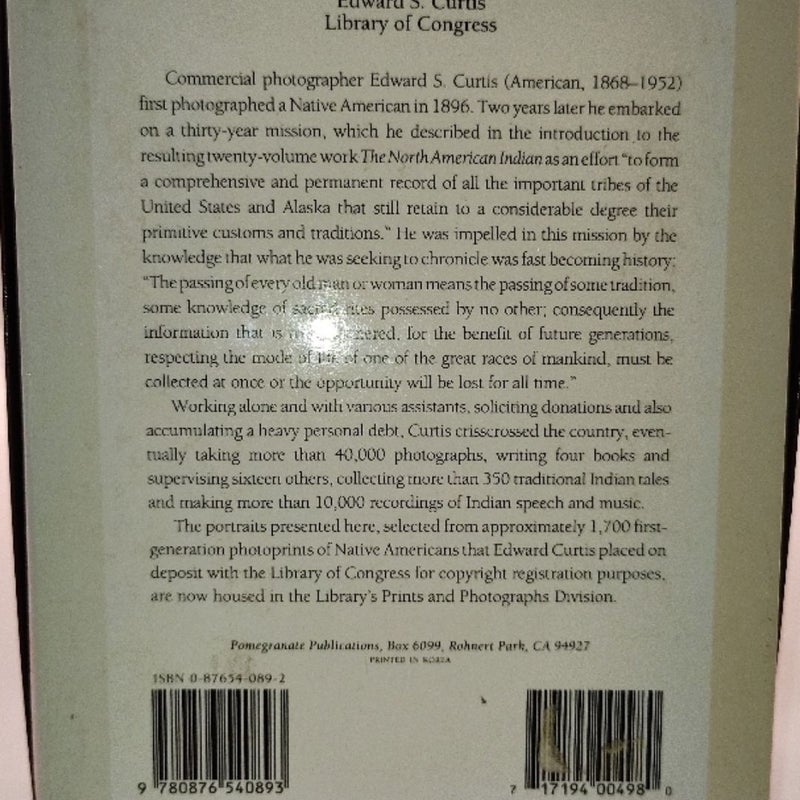 Edward S. Curtis
Library of Congress
Commercial photographer Edward S. Curtis (American, 1868–1952)
first photographed a Native American in 1896. Two years later he embarked
on a thirty-year mission, which he described in the introduction to the
resulting twenty-volume work The North American Indian as an effort “to form
a comprehensive and permanent record of all the important tribes of the
United States and Alaska that still retain to a considerable degree their
primitive customs and traditions.” He was impelled in this mission by the
knowledge that what he was seeking to chronicle was fast becoming history:
“The passing of every old man or woman means the passing of some tradition,
some knowledge of sacred rites possessed by no other; consequently the
information that is for the benefit of future generations,
respecting the mode of life of one of the great races of mankind, must be
collected at once or the opportunity will be lost for all time.”
Working alone and with various assistants, soliciting donations and also
accumulating a heavy personal debt, Curtis crisscrossed the country, even-
tually taking more than 40,000 photographs, writing four books and
supervising sixteen others, collecting more than 350 traditional Indian tales
and making more than 10,000 recordings of Indian speech and music.
The portraits presented here, selected from approximately 1,700 first-
generation photoprints of Native Americans that Edward Curtis placed on
deposit with the Library of Congress for copyright registration purposes,
are now housed in the Library’s Prints and Photographs Division.
Pomegranate Publications, Box 6099, Rohnert Park, CA 94927
PRINTED IN KOREA
ISBN 0-87654-089-2
9 780876 540893
7 17194 00498 0